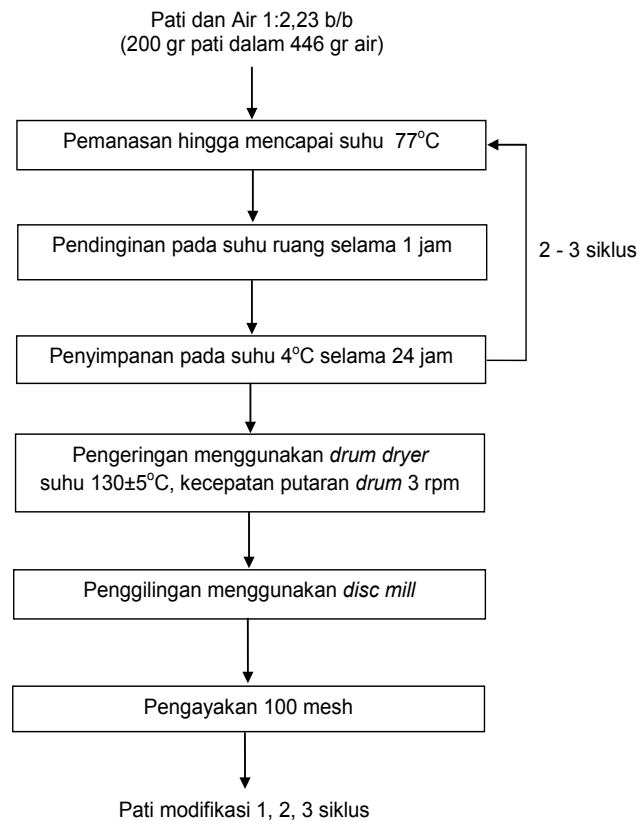 Pati dan Air 1:2,23 b/b
(200 gr pati dalam 446 gr air)
Pemanasan hingga mencapai suhu 77°C
Pendinginan pada suhu ruang selama 1 jam
2 - 3 siklus
Penyimpanan pada suhu 4°C selama 24 jam
Pengeringan menggunakan drum dryer
suhu 130±5°C, kecepatan putaran drum 3 rpm
Penggilingan menggunakan disc mill
Pengayakan 100 mesh
Pati modifikasi 1, 2, 3 siklus